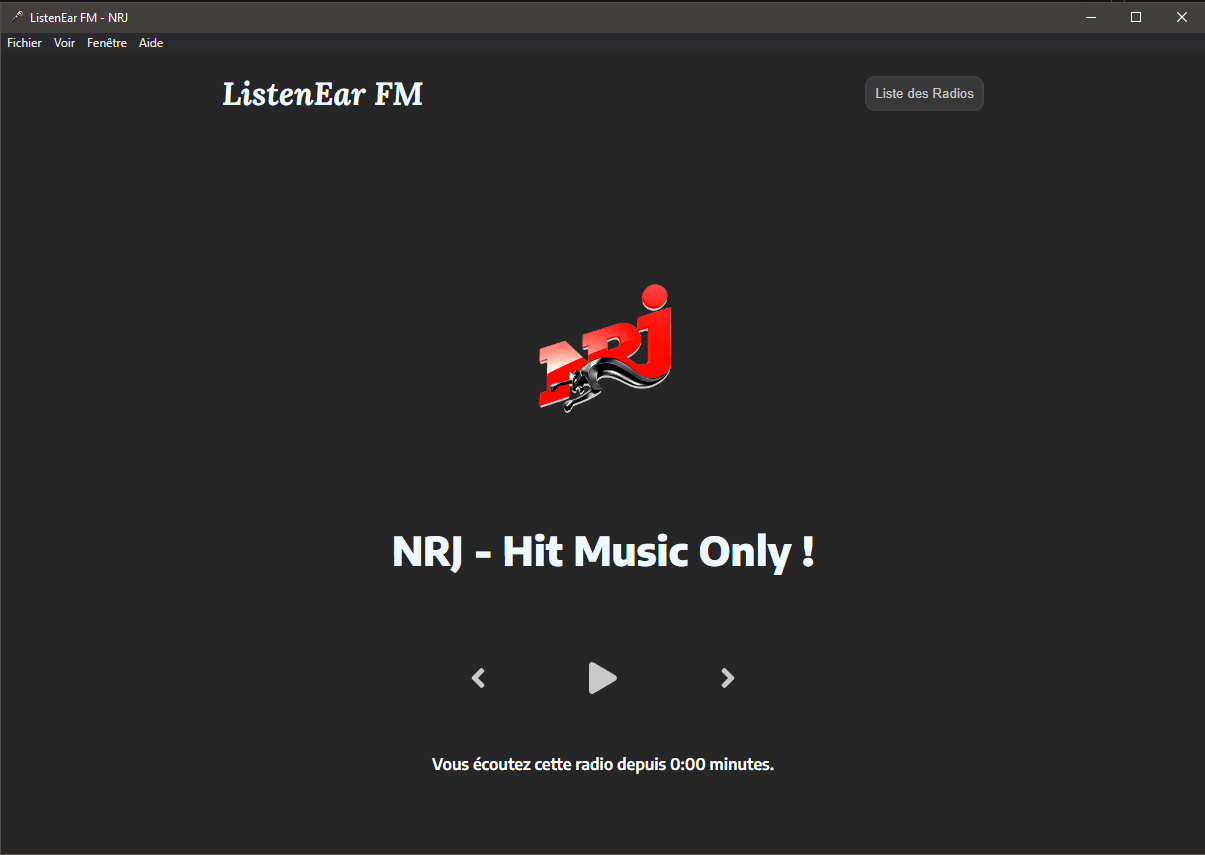 ListenEar FM - NRJ
Fichier Voir Fenêtre Aide
ListenEar FM
Liste des Radios
NRJ
NRJ - Hit Music Only !
Vous écoutez cette radio depuis 0:00 minutes.